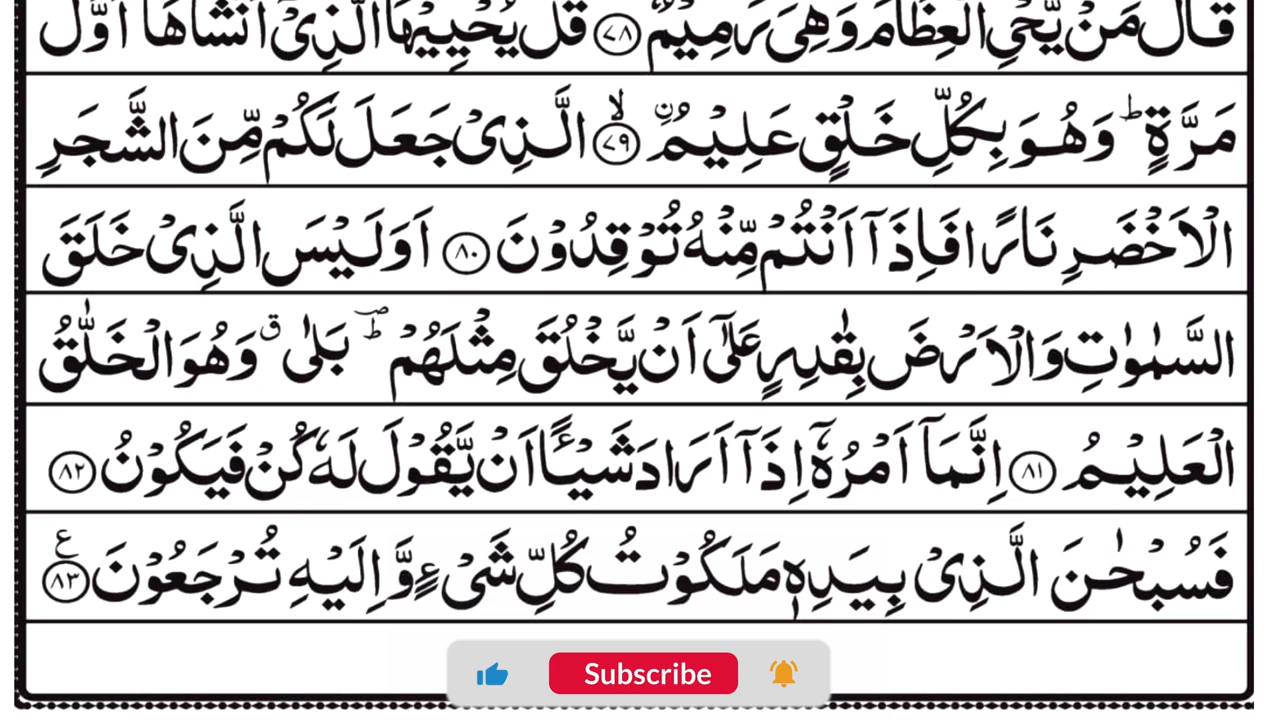 قَالَ مَنْ یُّحْیِ الْعِظَامَ وَهِیَ رَمِیْمٌ ﴿٧٨﴾ قُلْ یُحْیِیْهَا الَّذِیْۤ اَنْشَاَهَاۤ اَوَّلَ
مَرَّةٍ ؕ وَهُوَ بِكُلِّ خَلْقٍ عَلِیْمُ ۨ ۙ ﴿٧٩﴾ الَّذِیْ جَعَلَ لَكُمْ مِّنَ الشَّجَرِ
الْاَخْضَرِ نَارًا فَاِذَاۤ اَنْتُمْ مِّنْهُ تُوْقِدُوْنَ ﴿٨٠﴾ اَوَلَیْسَ الَّذِیْ خَلَقَ
السَّمٰوٰتِ وَالْاَرْضَ بِقٰدِرٍ عَلٰۤی اَنْ یَّخْلُقَ مِثْلَهُمْ ؕؔ بَلٰی ۗ وَهُوَ الْخَلّٰقُ
الْعَلِیْمُ ﴿٨١﴾ اِنَّمَاۤ اَمْرُهٗۤ اِذَاۤ اَرَادَ شَیْـًٔا اَنْ یَّقُوْلَ لَهٗ كُنْ فَیَكُوْنُ ﴿٨٢﴾
فَسُبْحٰنَ الَّذِیْ بِیَدِهٖ مَلَكُوْتُ كُلِّ شَیْءٍ وَّاِلَیْهِ تُرْجَعُوْنَ ﴿٨٣﴾ ع
Subscribe